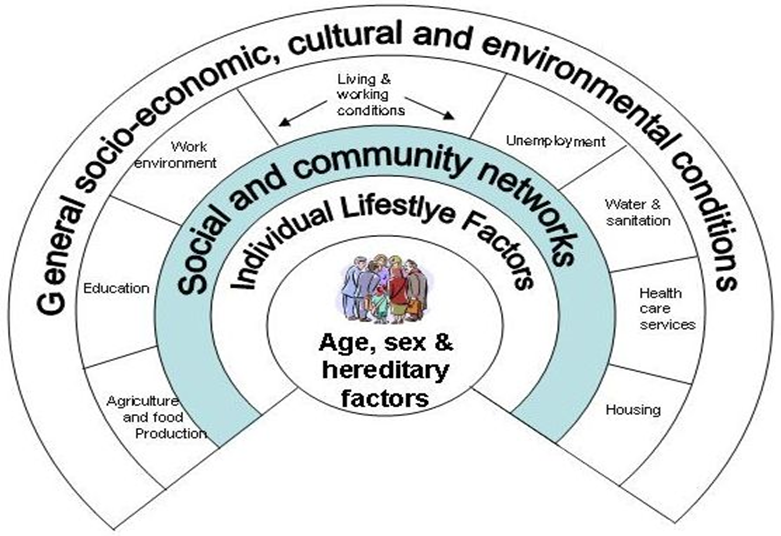 General socio-economic, cultural and environmental conditions
Living &
working
conditions
Work
environment
Unemployment
Water &
sanitation
Education
Health
care
services
Agriculture
and food
Production
Housing
Social and community networks
Individual Lifestlye Factors
Age, sex &
hereditary
factors